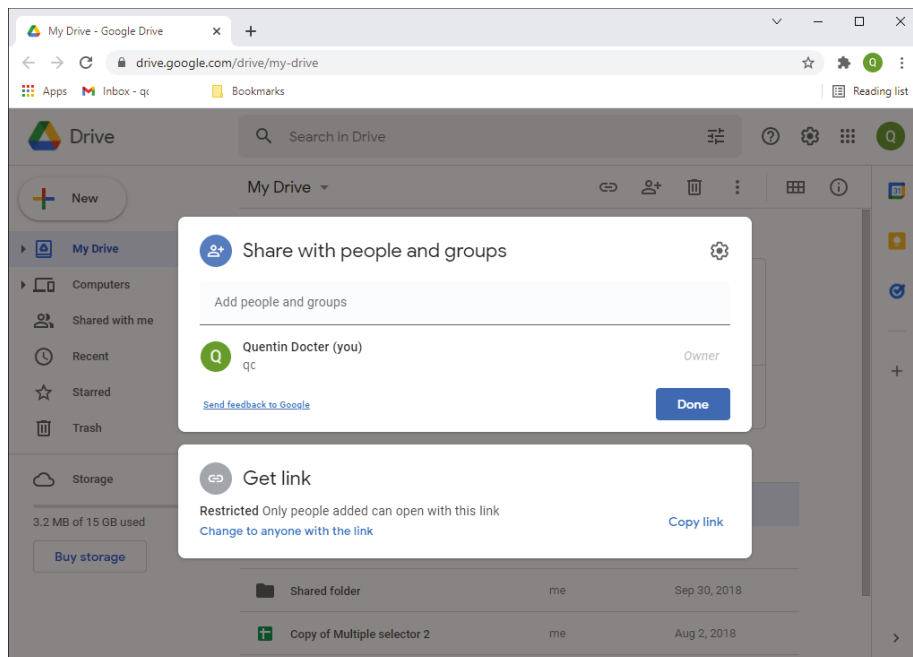 My Drive - Google Drive
drive.google.com/drive/my-drive
Q
Apps
Inbox - qc
Bookmarks
Reading list
Drive
Search in Drive
Q
New
My Drive
31
My Drive
Computers
Shared with me
Recent
Starred
Trash
Storage
3.2 MB of 15 GB used
Buy storage
Share with people and groups
Add people and groups
Q
Quentin Docter (you)
qc
Owner
Send feedback to Google
Done
Get link
Restricted Only people added can open with this link
Change to anyone with the link
Copy link
Shared folder me Sep 30, 2018
Copy of Multiple selector 2 me Aug 2, 2018